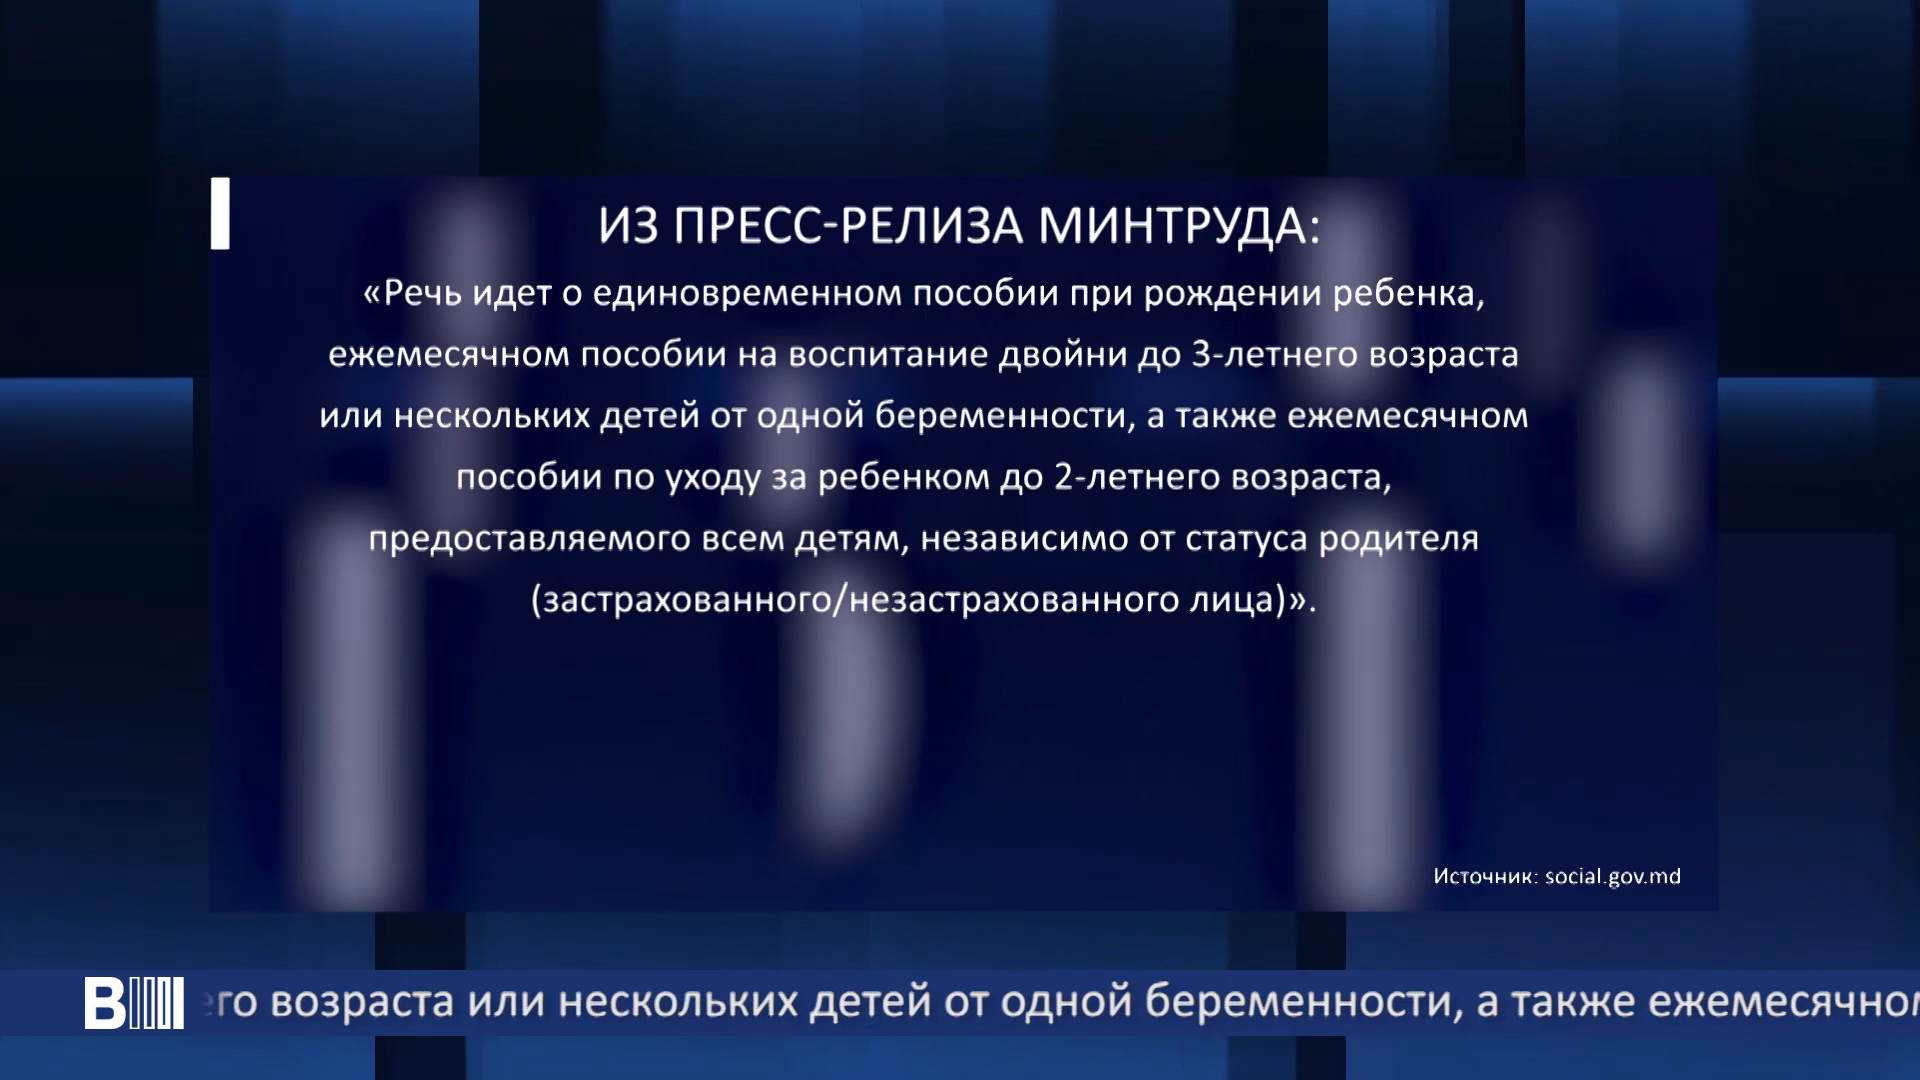 ИЗ ПРЕСС-РЕЛИЗА МИНТРУДА:
«Речь идет о единовременном пособии при рождении ребенка,
ежемесячном пособии на воспитание двойни до 3-летнего возраста
или нескольких детей от одной беременности, а также ежемесячном
пособии по уходу за ребенком до 2-летнего возраста,
предоставляемого всем детям, независимо от статуса родителя
(застрахованного/незастрахованного лица)».
Источник: social.gov.md
его возраста или нескольких детей от одной беременности, а также ежемесячном